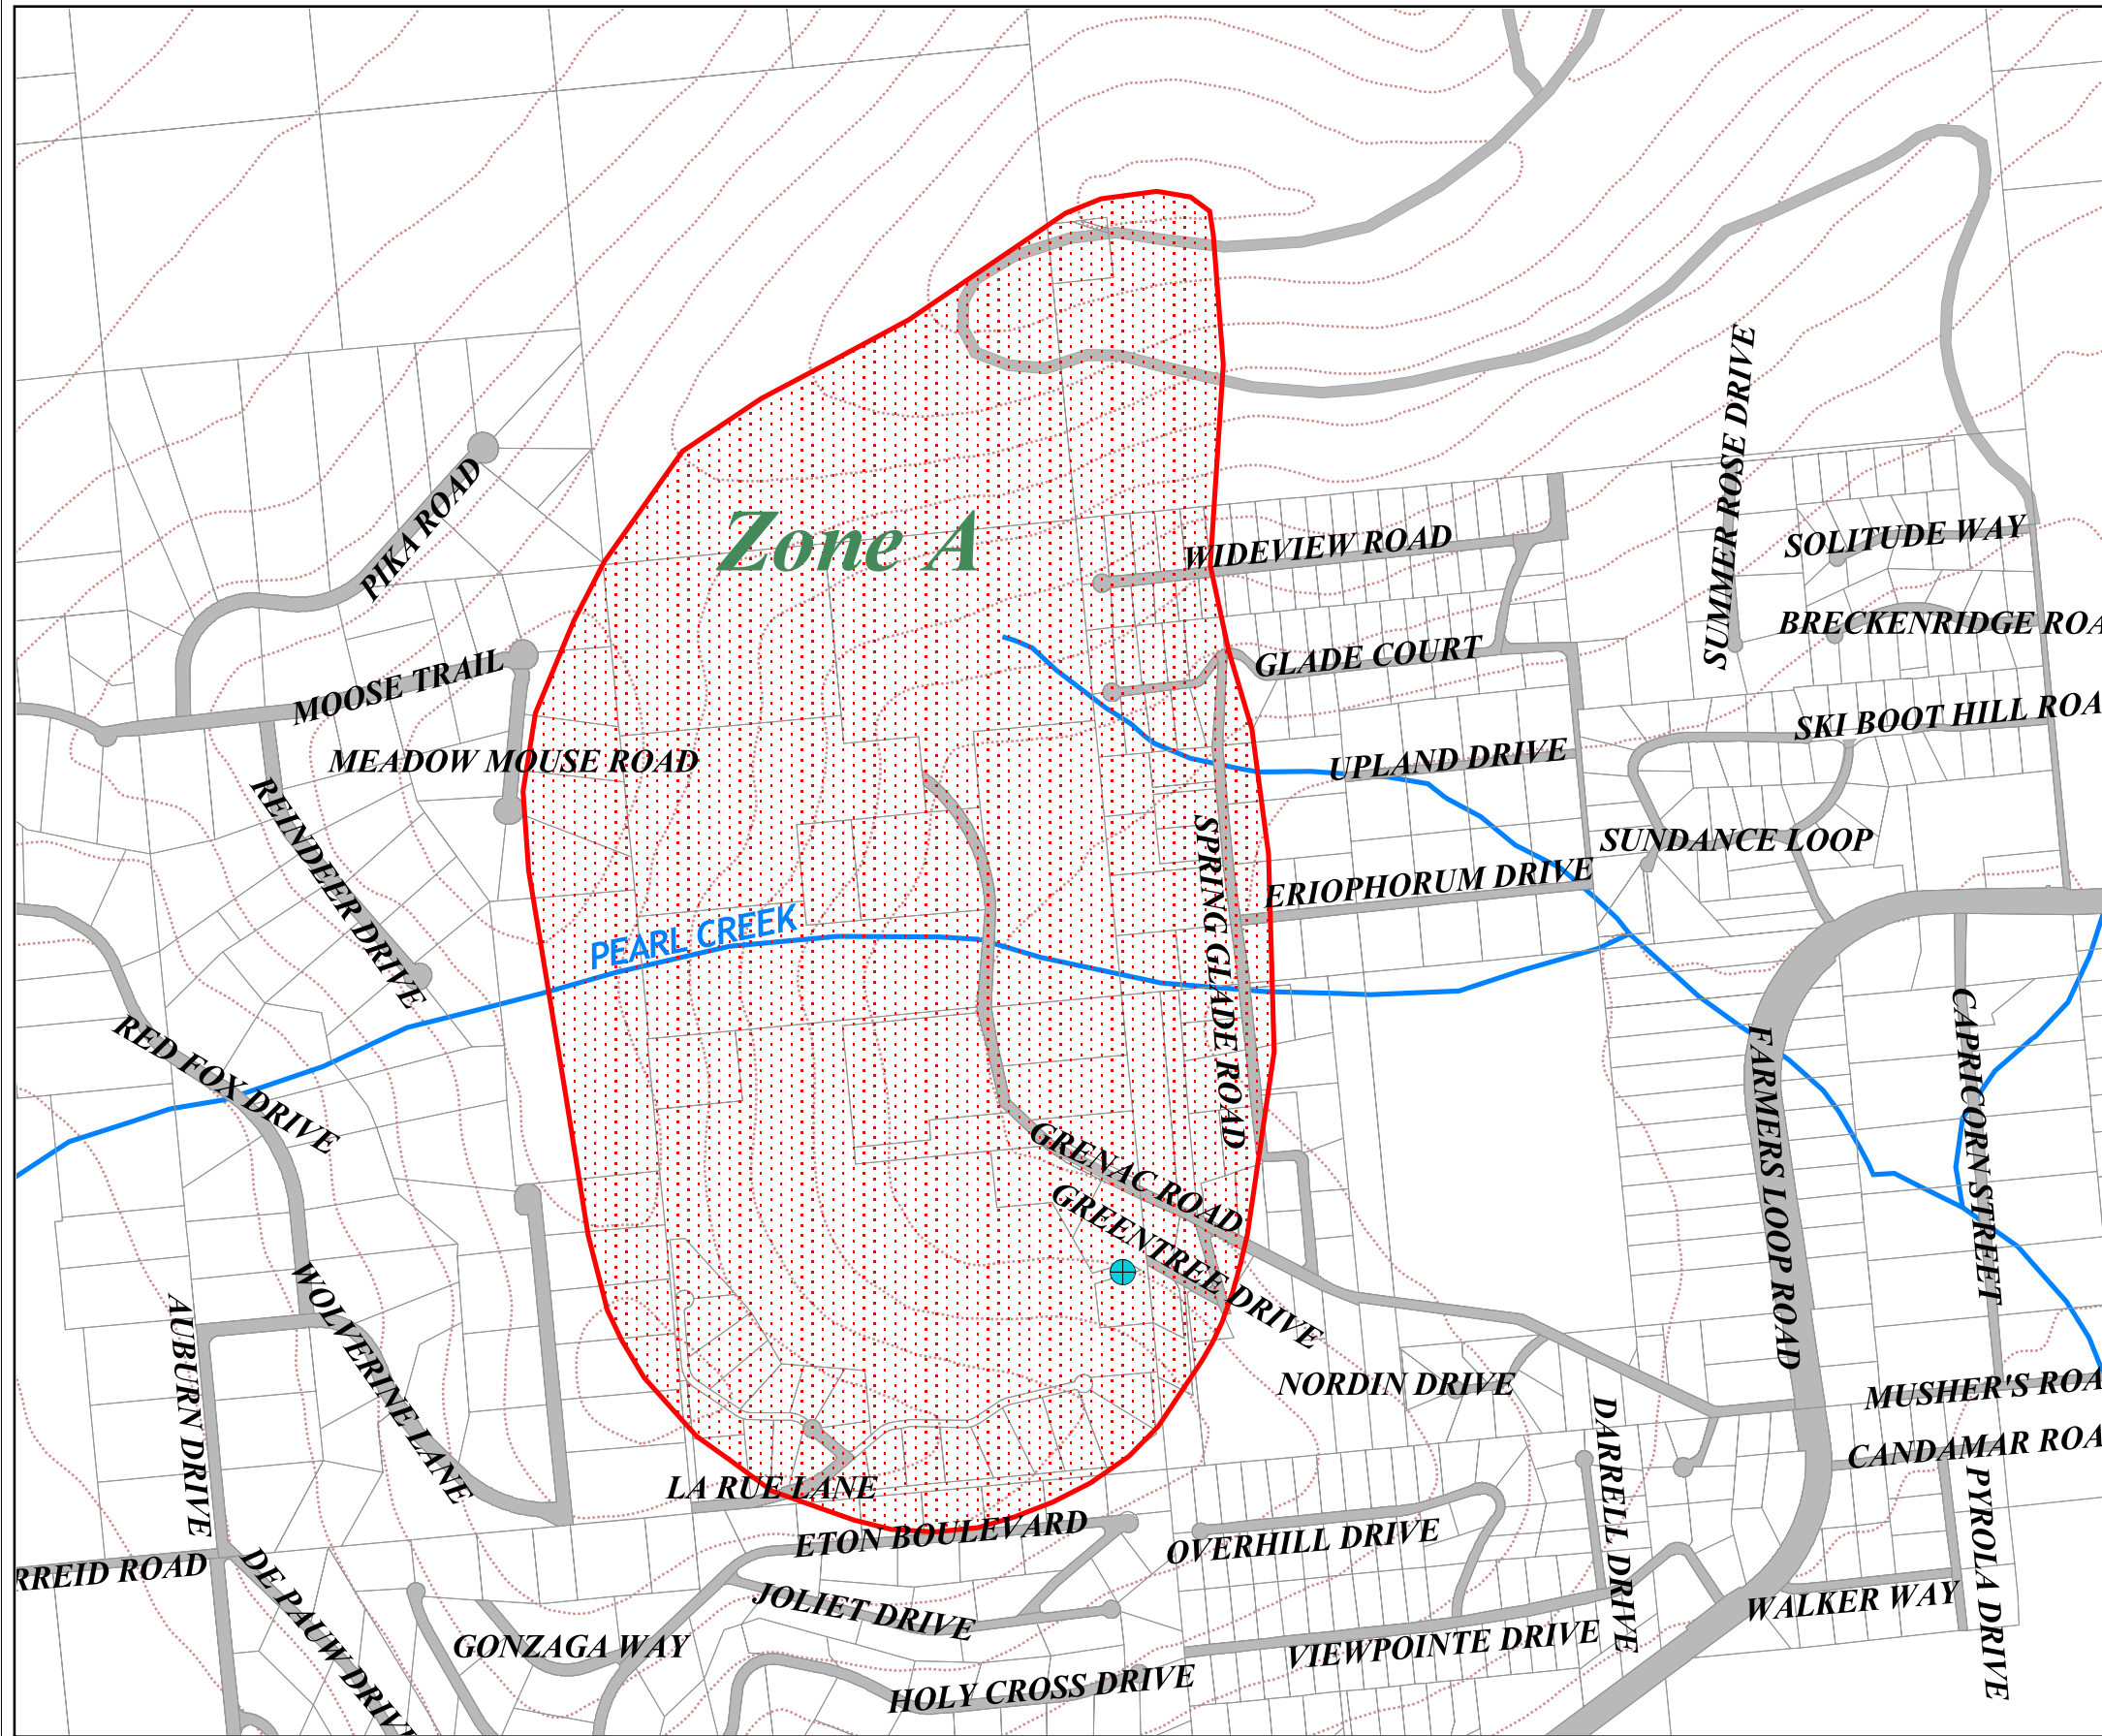 SUMMER ROSE DRIVE
PIKA ROAD
Zone A
WIDEVIEW ROAD
SOLITUDE WAY
BRECKENRIDGE ROA
GLADE COURT
MOOSE TRAIL
SKI BOOT HILL ROA
MEADOW MOUSE ROAD
UPLAND DRIVE
REINDEER DRIVE
SPRING GLADE ROAD
SUNDANCE LOOP
ERIOPHORUM DRIVE
PEARL CREEK
RED FOX DRIVE
CAPRICORN STREET
FARMERS LOOP ROAD
GRENAC ROAD
GREENTREE DRIVE
WOLVERINE LANE
AUBURN DRIVE
NORDIN DRIVE
MUSHER'S ROA
DARRELL DRIVE
CANDAMAR ROA
LA RUE LANE
PYROLA DRIVE
ETON BOULEVARD
OVERHILL DRIVE
RREID ROAD
DE PAUW DRIV
JOLIET DRIVE
WALKER WAY
GONZAGA WAY
VIEWPOINTE DRIVE
HOLY CROSS DRIVE